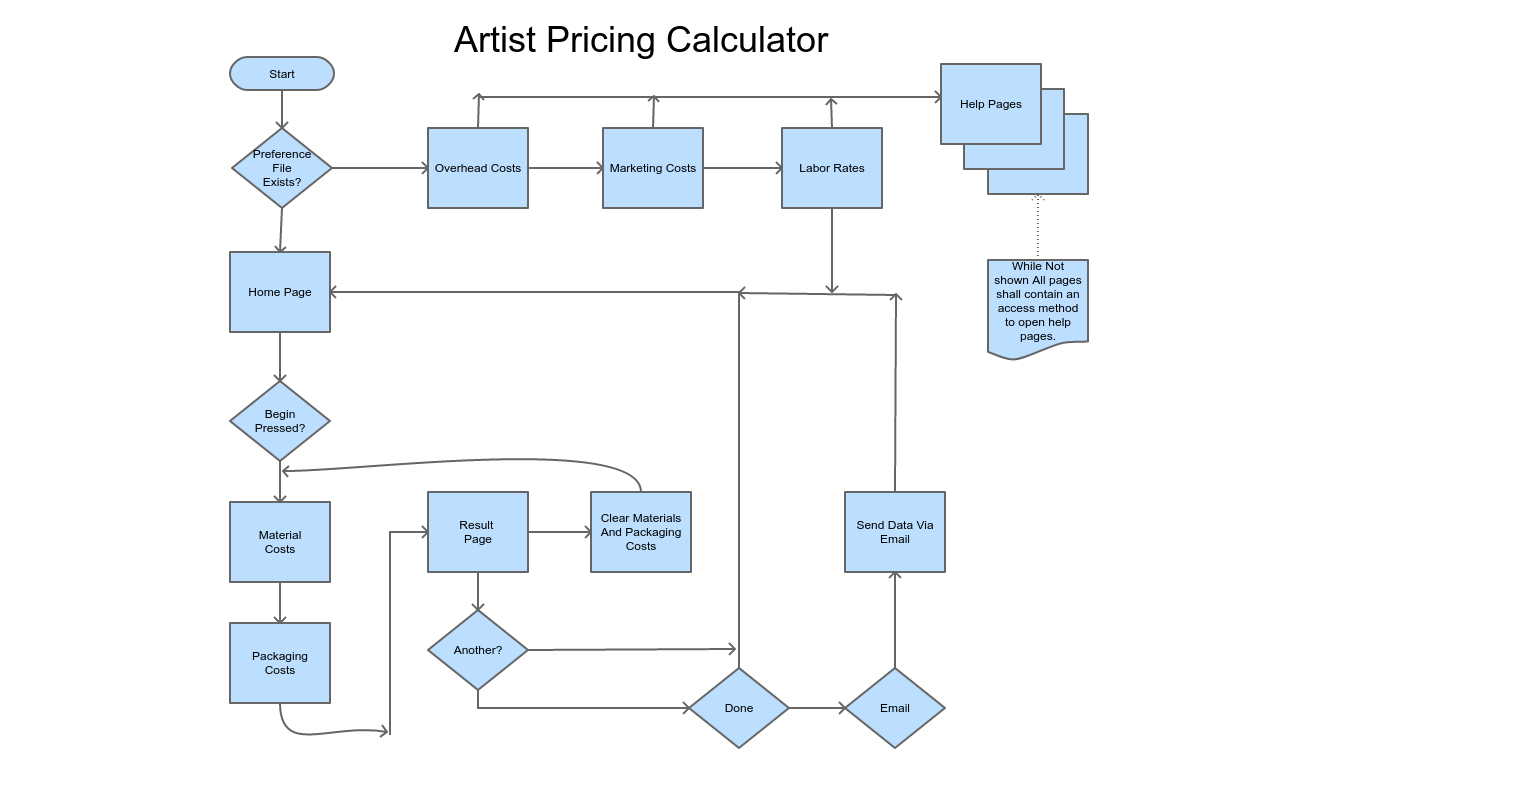 Artist Pricing Calculator
Start
Help Pages
Preference
File
Exists?
Overhead Costs
Marketing Costs
Labor Rates
Home Page
While Not
shown All pages
shall contain an
access method
to open help
pages.
Begin
Pressed?
Material
Costs
Result
Page
Clear Materials
And Packaging
Costs
Send Data Via
Email
Packaging
Costs
Another?
Done
Email